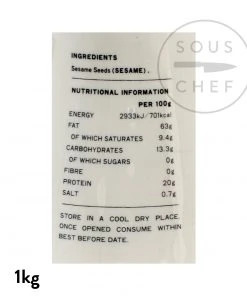 SOUS
CHEF
INGREDIENTS
Sesame Seeds (SESAME).
NUTRITIONAL INFORMATION
PER 100g
ENERGY 2933kJ/ 701kcal
FAT 63g
OF WHICH SATURATES 9.4g
CARBOHYDRATES 13.3g
OF WHICH SUGARS 0g
FIBRE 0g
PROTEIN 20g
SALT 0.7g
STORE IN A COOL DRY PLACE.
ONCE OPENED CONSUME WITHIN
BEST BEFORE DATE.
1kg